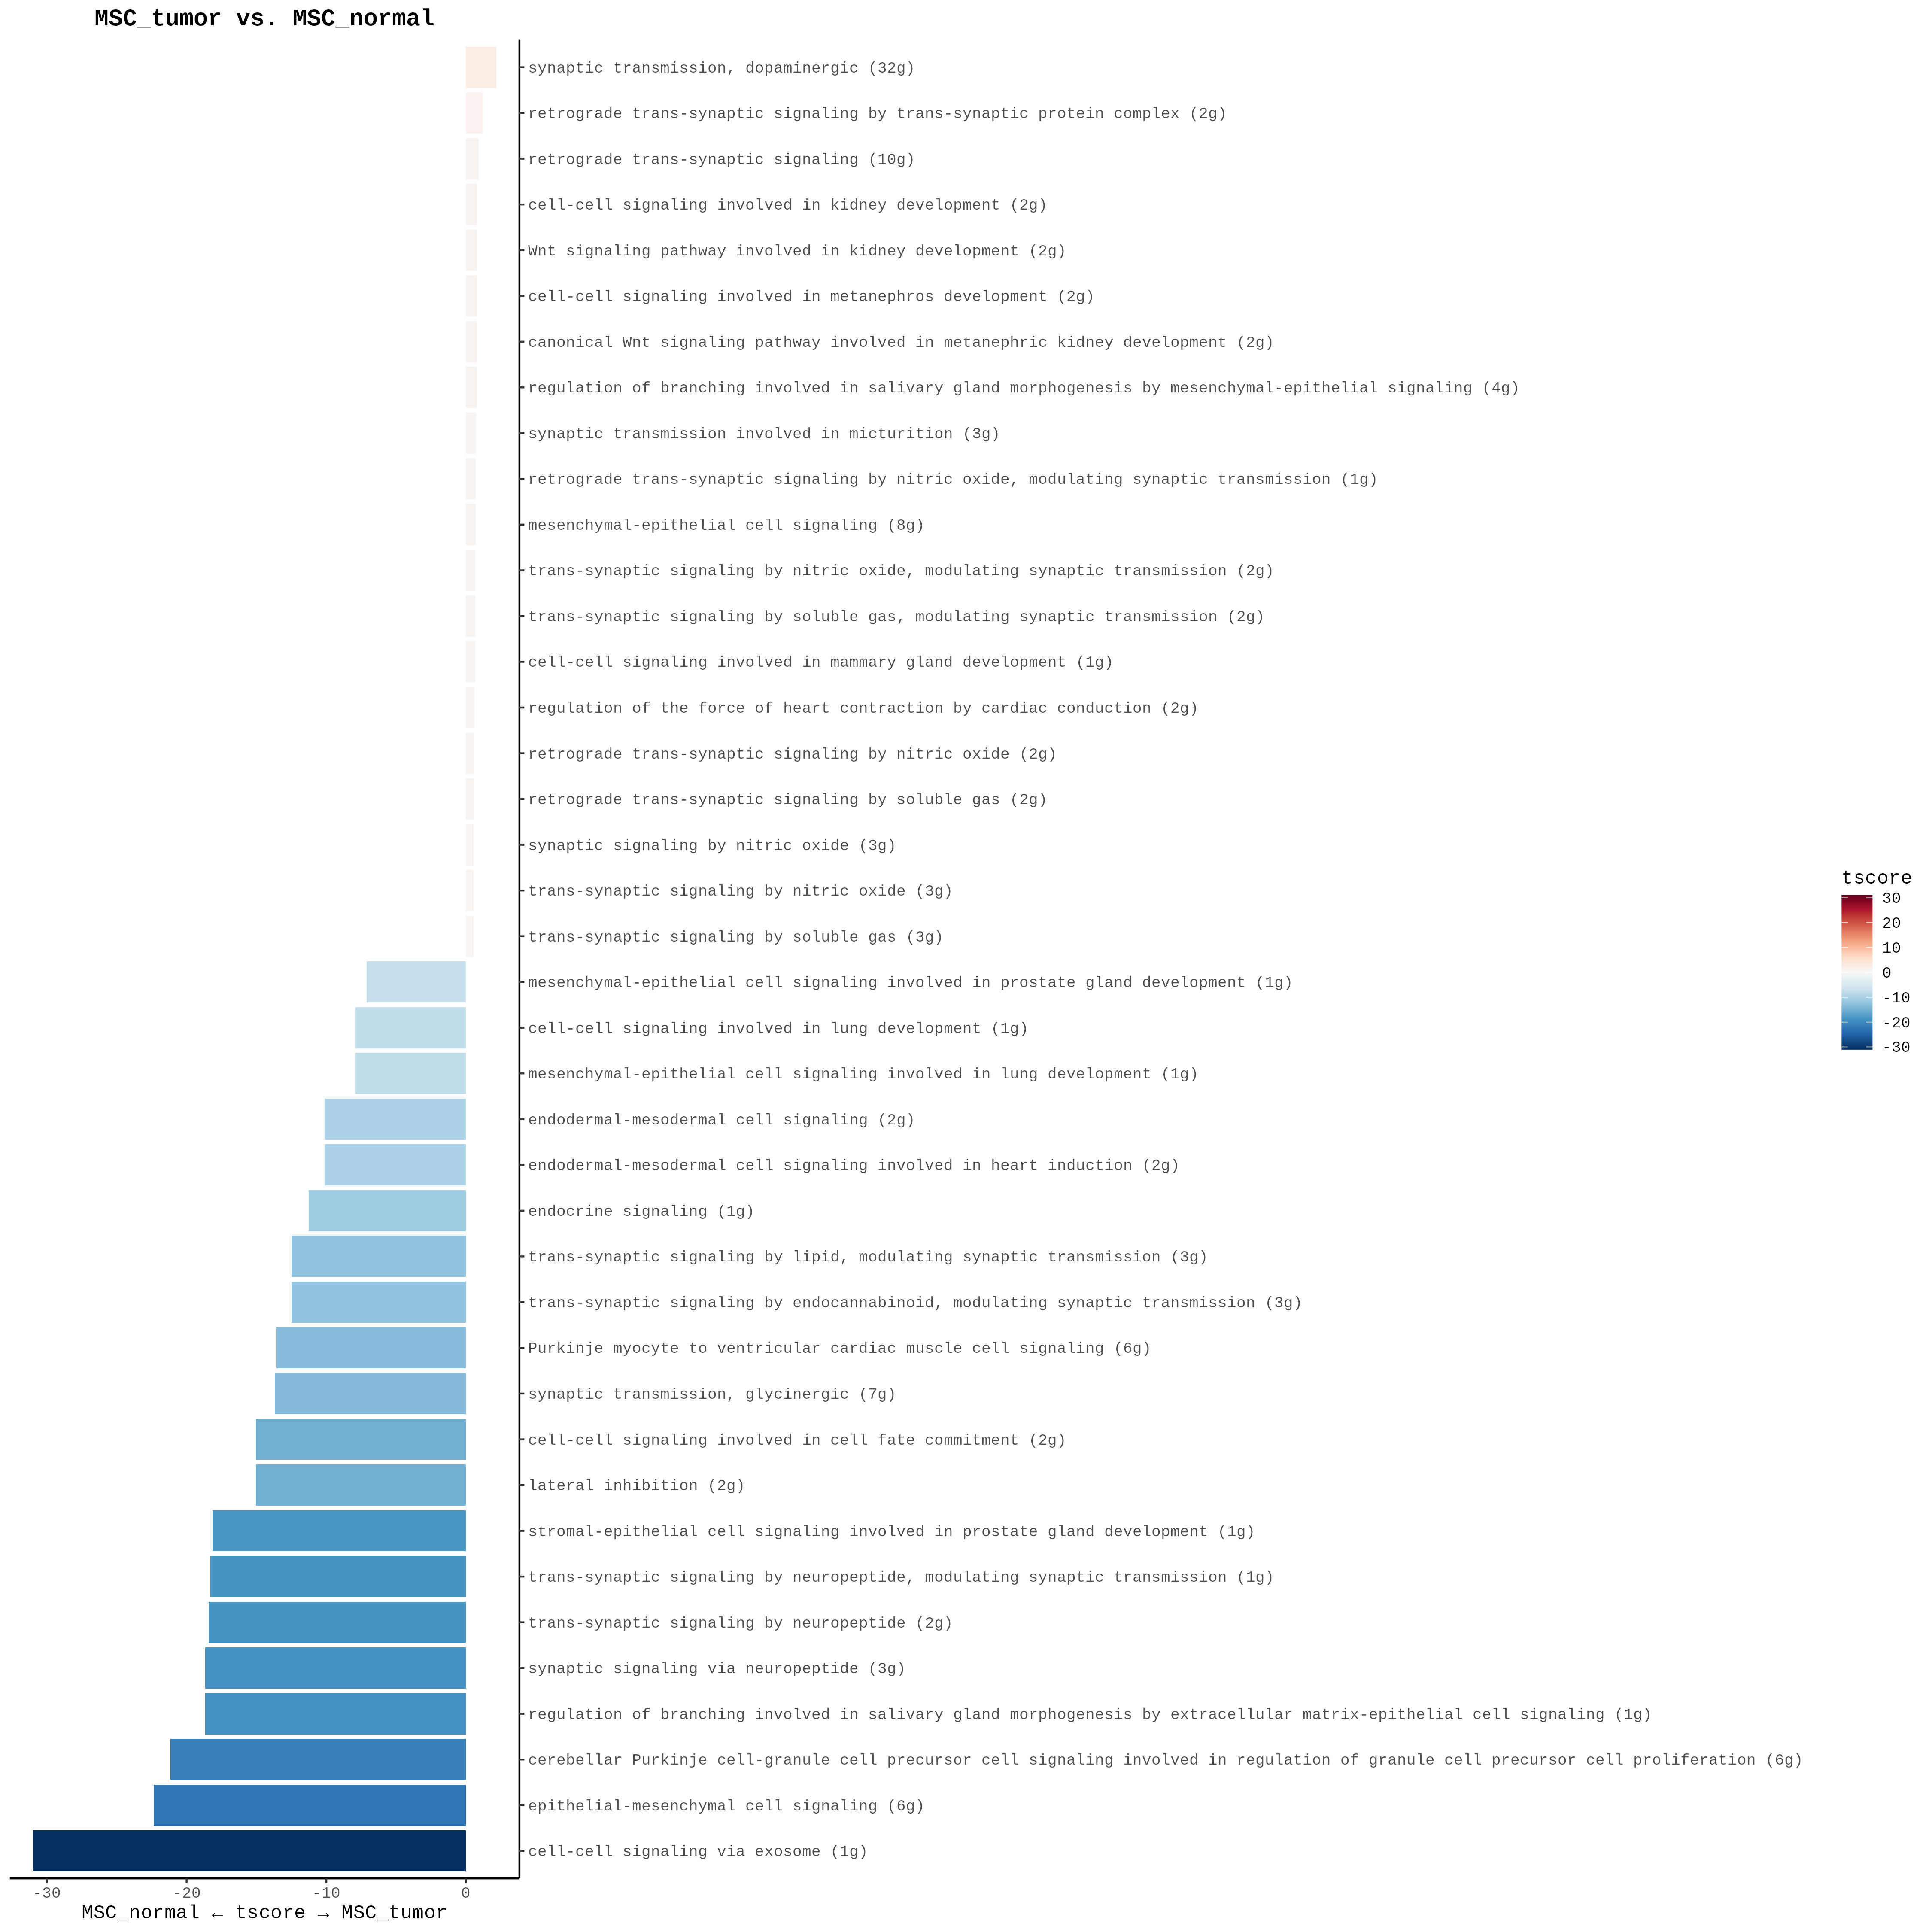 MSC_tumor vs. MSC_normal
synaptic transmission, dopaminergic (32g)
retrograde trans-synaptic signaling by trans-synaptic protein complex (2g)
retrograde trans-synaptic signaling (10g)
cell-cell signaling involved in kidney development (2g)
Wnt signaling pathway involved in kidney development (2g)
cell-cell signaling involved in metanephros development (2g)
canonical Wnt signaling pathway involved in metanephric kidney development (2g)
regulation of branching involved in salivary gland morphogenesis by mesenchymal-epithelial signaling (4g)
synaptic transmission involved in micturition (3g)
retrograde trans-synaptic signaling by nitric oxide, modulating synaptic transmission (1g)
mesenchymal-epithelial cell signaling (8g)
trans-synaptic signaling by nitric oxide, modulating synaptic transmission (2g)
trans-synaptic signaling by soluble gas, modulating synaptic transmission (2g)
cell-cell signaling involved in mammary gland development (1g)
regulation of the force of heart contraction by cardiac conduction (2g)
retrograde trans-synaptic signaling by nitric oxide (2g)
retrograde trans-synaptic signaling by soluble gas (2g)
synaptic signaling by nitric oxide (3g)
trans-synaptic signaling by nitric oxide (3g)
trans-synaptic signaling by soluble gas (3g)
mesenchymal-epithelial cell signaling involved in prostate gland development (1g)
cell-cell signaling involved in lung development (1g)
mesenchymal-epithelial cell signaling involved in lung development (1g)
endodermal-mesodermal cell signaling (2g)
endodermal-mesodermal cell signaling involved in heart induction (2g)
endocrine signaling (1g)
trans-synaptic signaling by lipid, modulating synaptic transmission (3g)
trans-synaptic signaling by endocannabinoid, modulating synaptic transmission (3g)
Purkinje myocyte to ventricular cardiac muscle cell signaling (6g)
synaptic transmission, glycinergic (7g)
cell-cell signaling involved in cell fate commitment (2g)
lateral inhibition (2g)
stromal-epithelial cell signaling involved in prostate gland development (1g)
trans-synaptic signaling by neuropeptide, modulating synaptic transmission (1g)
trans-synaptic signaling by neuropeptide (2g)
synaptic signaling via neuropeptide (3g)
regulation of branching involved in salivary gland morphogenesis by extracellular matrix-epithelial cell signaling (1g)
cerebellar Purkinje cell-granule cell precursor cell signaling involved in regulation of granule cell precursor cell proliferation (6g)
epithelial-mesenchymal cell signaling (6g)
cell-cell signaling via exosome (1g)
-30 -20 -10 0
MSC_normal ← tscore → MSC_tumor
tscore
30
20
10
0
-10
-20
-30